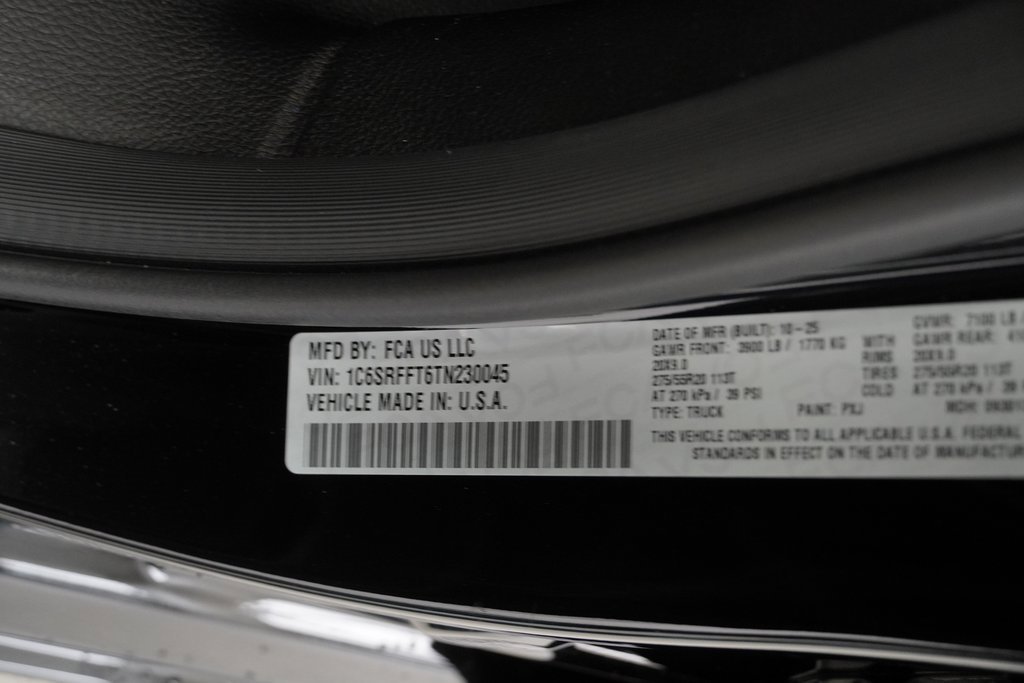 MFD BY: FCA US LLC
VIN: 1C6SRFFT6TN230045
VEHICLE MADE IN: U.S.A.
DATE OF MFR (BUILT): 10-25
GAWR FRONT: 3900 LB / 1770 KG
20X9.0
275/55R20 113T
AT 270 kPa / 39 PSI
TYPE: TRUCK
PAINT: PXJ
WITH
RIMS
TIRES
COLD
GVWR: 7100 LB /
GAWR REAR:
20X9.0
275/55R20 113T
AT 270 kPa / 39
MDH:
THIS VEHICLE CONFORMS TO ALL APPLICABLE U.S.A. FEDERAL
STANDARDS IN EFFECT ON THE DATE OF